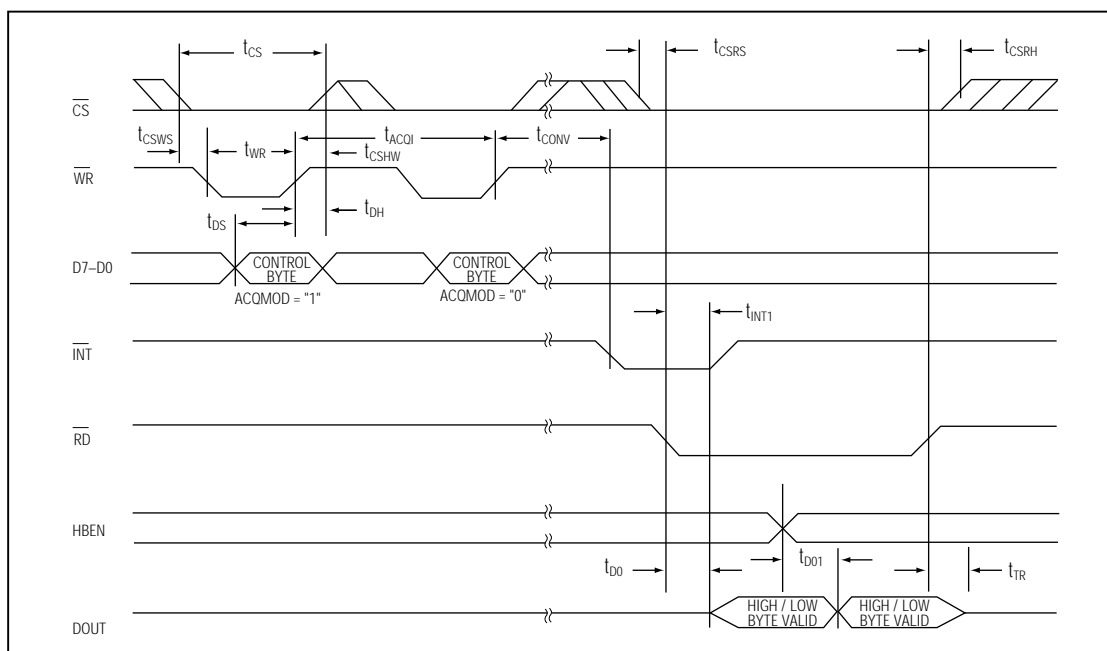 tCS
tCSRS
tCSRH
CS
tCSWS
tWR
tACQI
tCSHW
tCONV
WR
tDS
tDH
D7–D0
CONTROL
BYTE
CONTROL
BYTE
ACQMOD = "1"
ACQMOD = "0"
tINT1
INT
RD
HBEN
tD0
tD01
tTR
DOUT
HIGH / LOW
BYTE VALID
HIGH / LOW
BYTE VALID